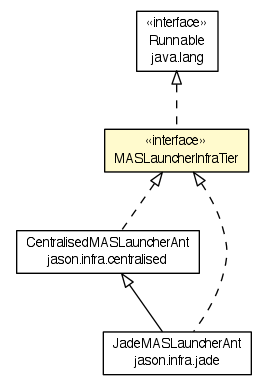 «interface»
Runnable
java.lang
«interface»
MASLauncherInfraTier
CentralisedMASLauncherAnt
jason.infra.centralised
JadeMASLauncherAnt
jason.infra.jade